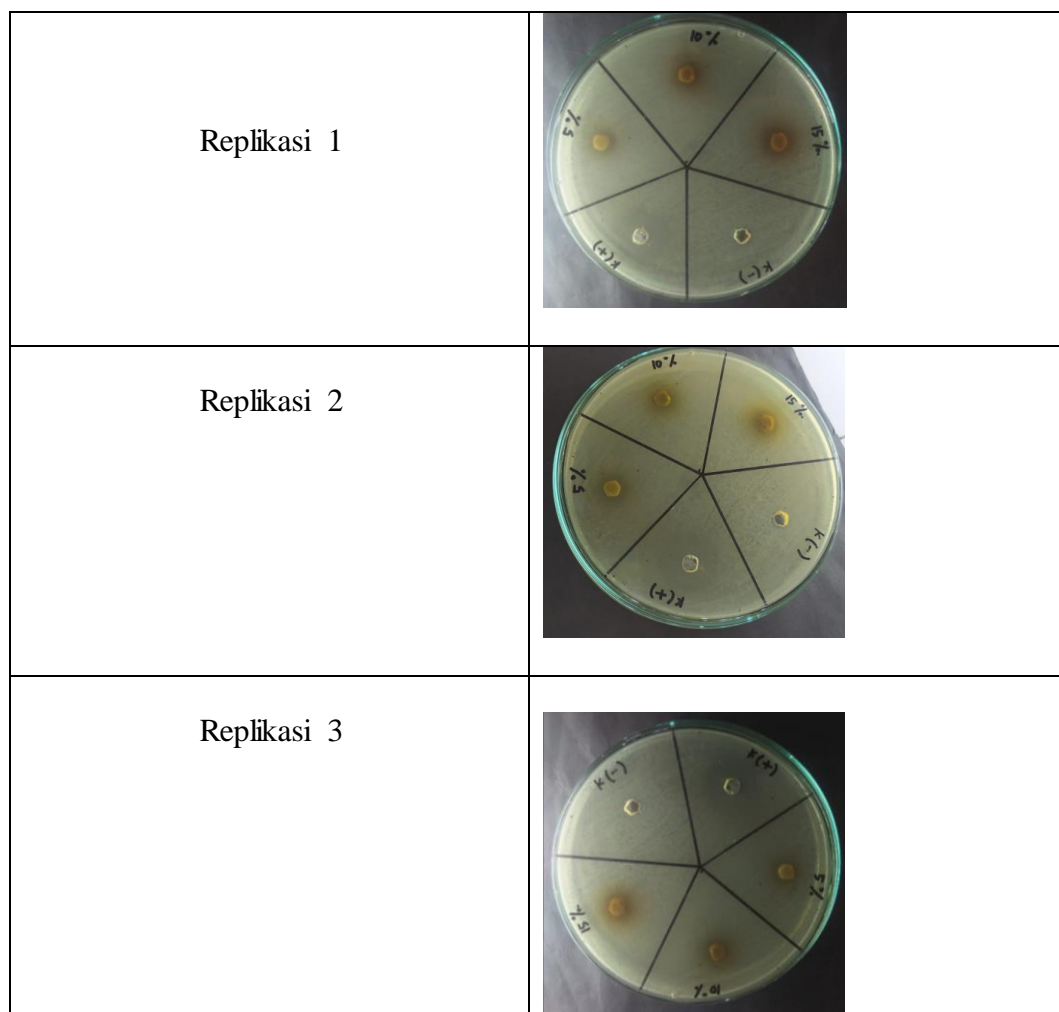 Replikasi 1
10%
5%
15%
K(+)
K(-)
Replikasi 2
10%
15%
5%
K(-)
K(+)
Replikasi 3
K(-)
K(+)
5%
15%
10%